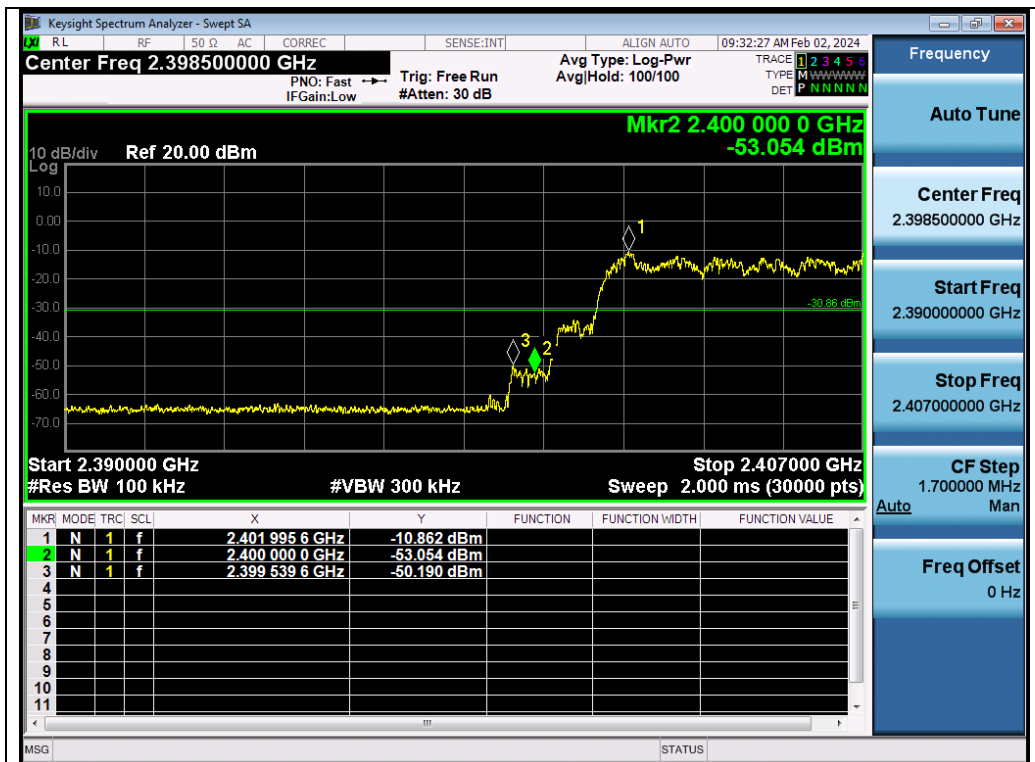 Keysight Spectrum Analyzer - Swept SA
LXI RL RF 50 Ω AC CORREC SENSE:INT ALIGN AUTO 09:32:27 AM Feb 02, 2024
Center Freq 2.398500000 GHz
PNO: Fast
IFGain:Low
Trig: Free Run
#Atten: 30 dB
Avg Type: Log-Pwr
Avg|Hold: 100/100
TRACE 1 2 3 4 5 6
TYPE M WWWWW
DET P N N N N N
Mkr2 2.400 000 0 GHz
-53.054 dBm
10 dB/div Ref 20.00 dBm
Log
10.0
0.00
-10.0
-20.0
-30.0
-40.0
-50.0
-60.0
-70.0
1
-30.86 dBm
3
2
Start 2.390000 GHz Stop 2.407000 GHz
#Res BW 100 kHz #VBW 300 kHz Sweep 2.000 ms (30000 pts)
MKR MODE TRC SCL X Y FUNCTION FUNCTION WIDTH FUNCTION VALUE
1 N 1 f 2.401 995 6 GHz -10.862 dBm
2 N 1 f 2.400 000 0 GHz -53.054 dBm
3 N 1 f 2.399 539 6 GHz -50.190 dBm
4
5
6
7
8
9
10
11
MSG STATUS
Frequency
Auto Tune
Center Freq
2.398500000 GHz
Start Freq
2.390000000 GHz
Stop Freq
2.407000000 GHz
CF Step
1.700000 MHz
Auto Man
Freq Offset
0 Hz